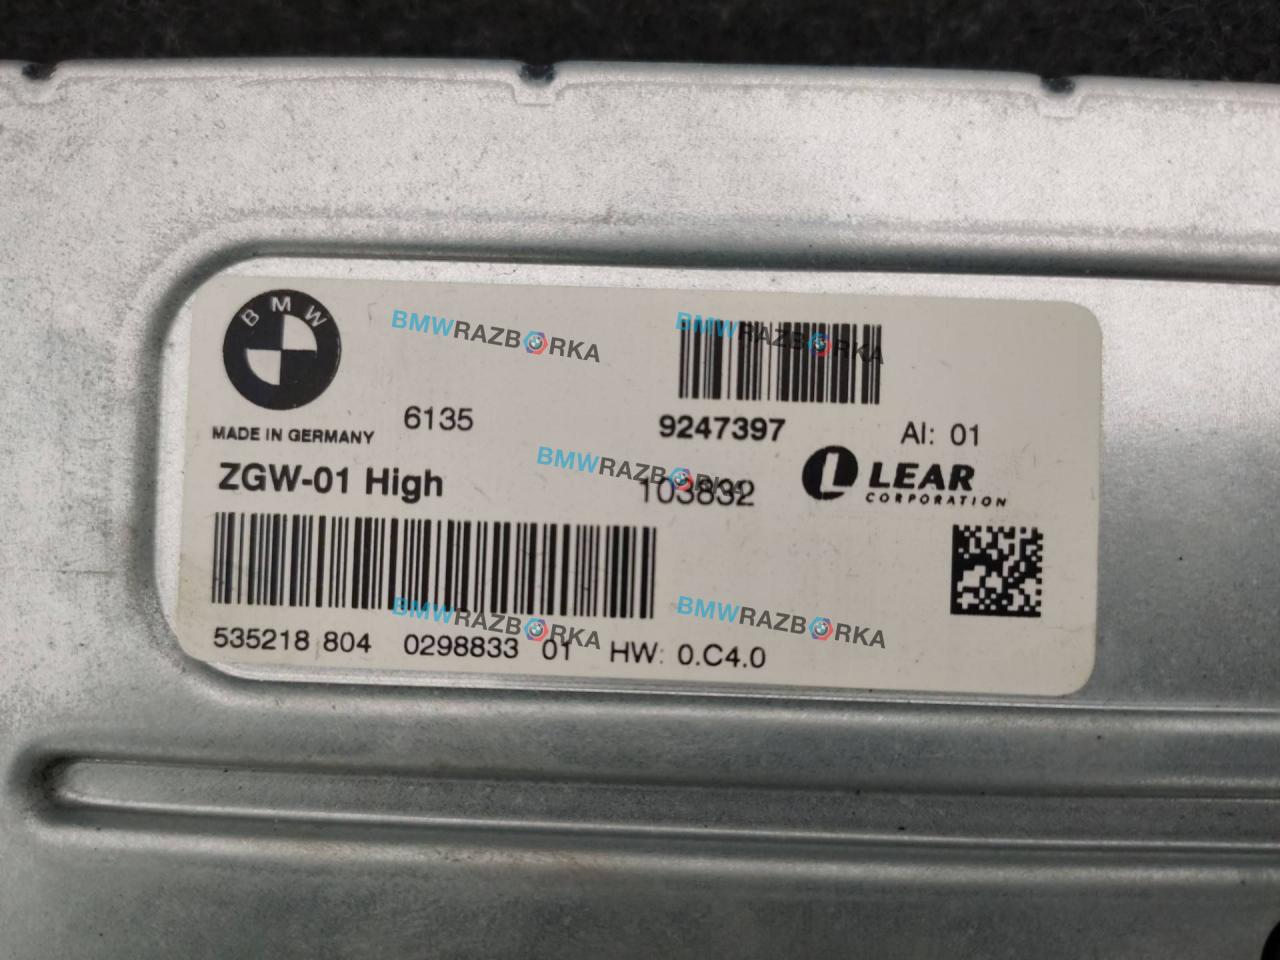 BMW
BMWRAZBORKA
BMWRAZBORKA
6135
9247397
AI: 01
MADE IN GERMANY
ZGW-01 High
BMWRAZBORKA
103832
LEAR
CORPORATION
BMWRAZBORKA
BMWRAZBORKA
535218 804 0298833 01 HW: 0.C4.0